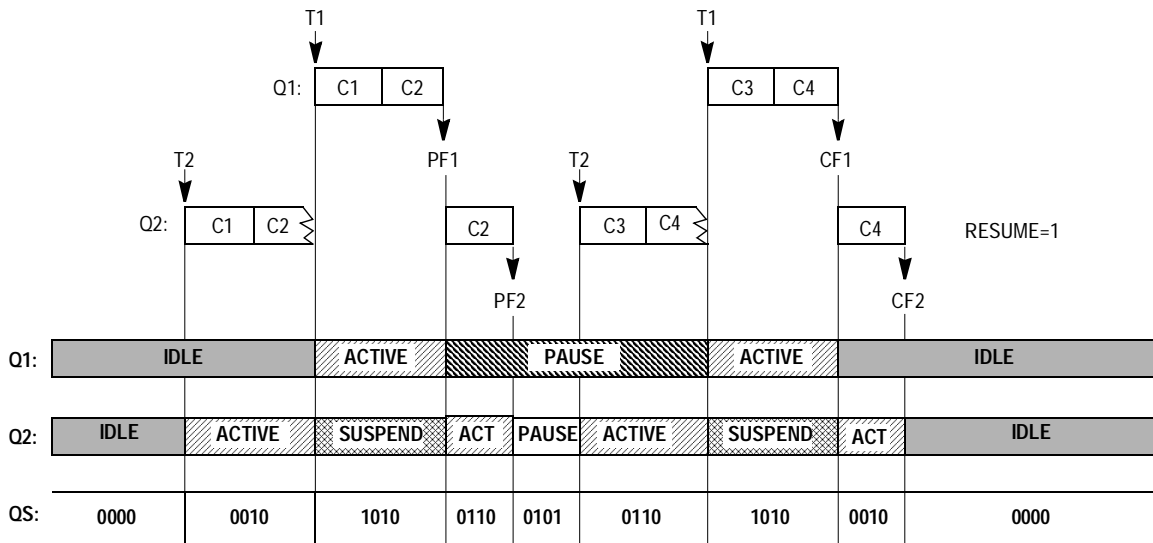 T1 T1
Q1: C1 C2 C3 C4
T2 PF1 T2 CF1
Q2: C1 C2 C2 C3 C4 C4 RESUME=1
PF2 CF2
Q1: IDLE ACTIVE PAUSE ACTIVE IDLE
Q2: IDLE ACTIVE SUSPEND ACT PAUSE ACTIVE SUSPEND ACT IDLE
QS: 0000 0010 1010 0110 0101 0110 1010 0010 0000